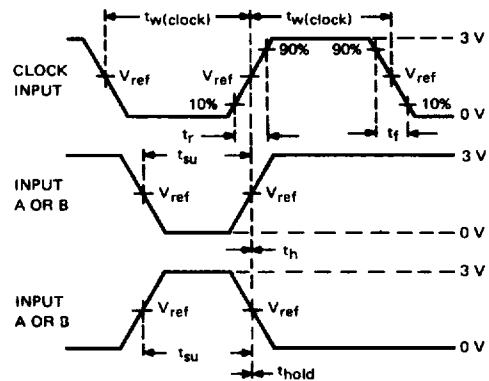 tw(clock) tw(clock)
3 V
90% 90%
CLOCK
INPUT
Vref Vref Vref
10% 10%
0 V
tr tf
tsu
3 V
INPUT
A OR B
Vref Vref
0 V
th
3 V
INPUT
A OR B
Vref Vref
0 V
tsu
thold